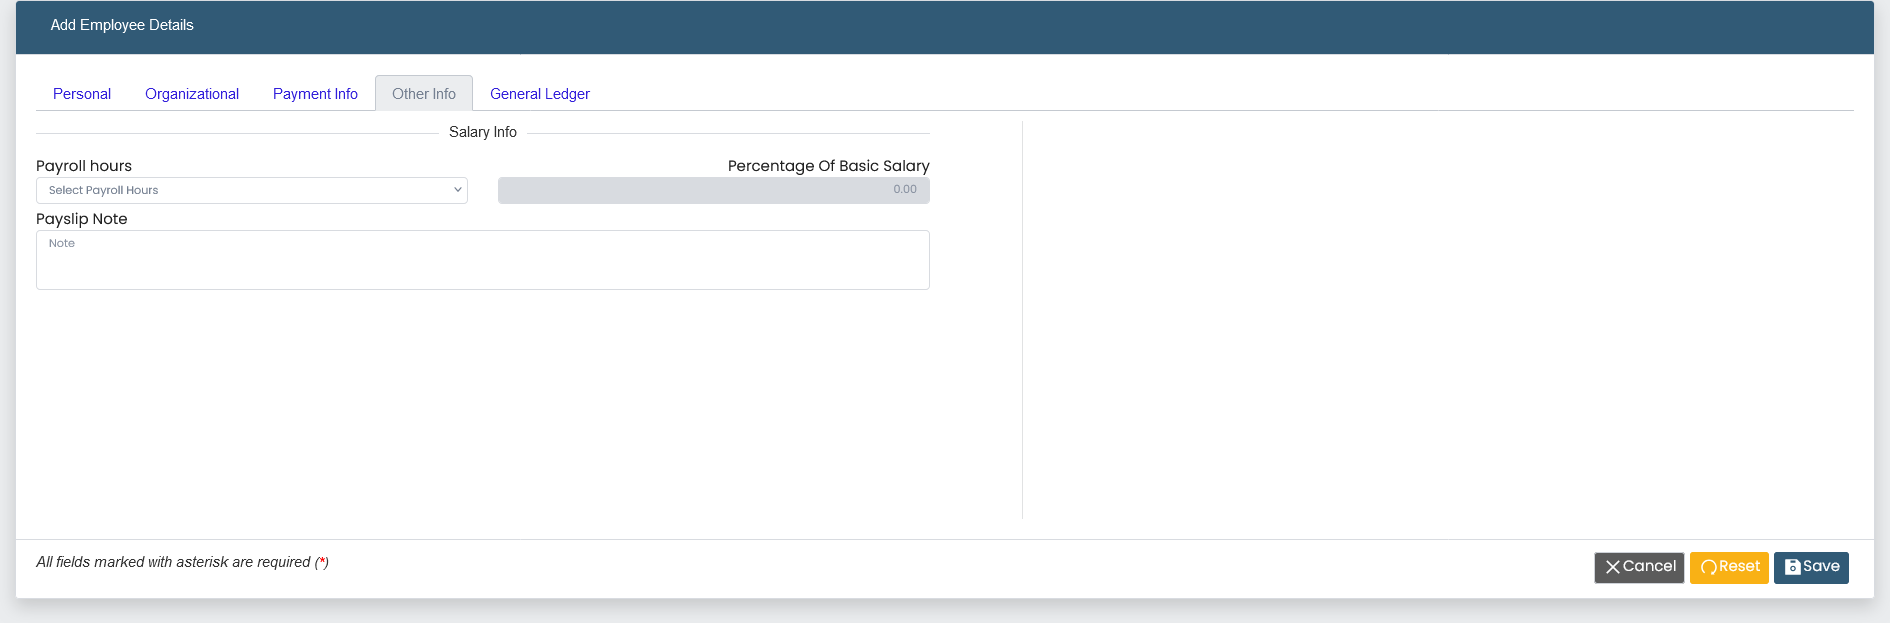 Add Employee Details
Personal Organizational Payment Info Other Info General Ledger
Salary Info
Payroll hours Percentage Of Basic Salary
Select Payroll Hours 0.00
Payslip Note
Note
All fields marked with asterisk are required (*)
Cancel Reset Save